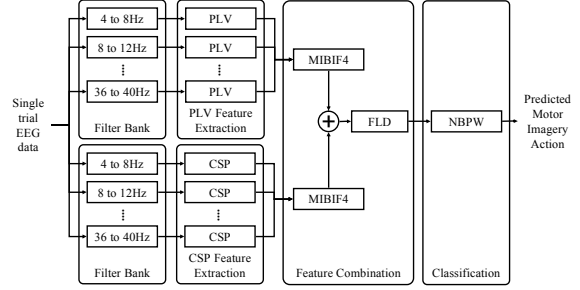 4 to 8Hz
PLV
8 to 12Hz
PLV
36 to 40Hz
PLV
Filter Bank
PLV Feature
Extraction
Single
trial
EEG
data
4 to 8Hz
CSP
8 to 12Hz
CSP
36 to 40Hz
CSP
Filter Bank
CSP Feature
Extraction
MIBIF4
+
FLD
MIBIF4
Feature Combination
NBPW
Classification
Predicted
Motor
Imagery
Action